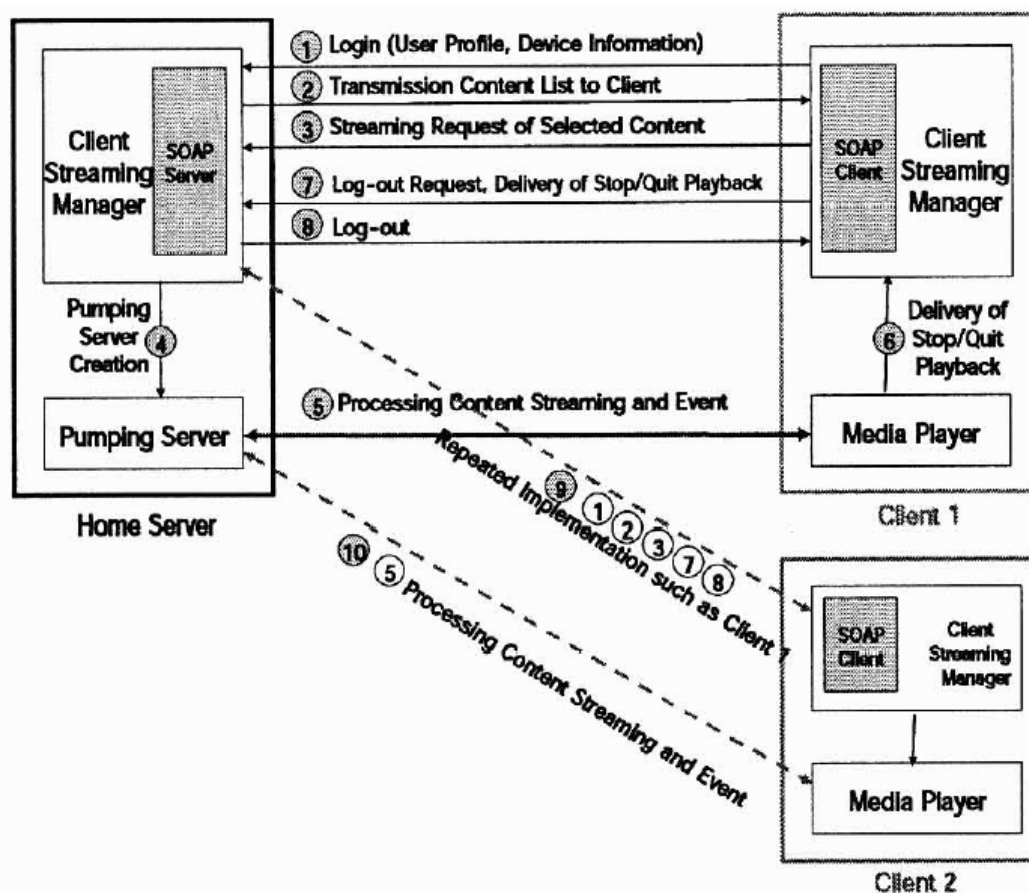 1 Login (User Profile, Device Information)
2 Transmission Content List to Client
3 Streaming Request of Selected Content
Client
Streaming
Manager
SOAP
Server
7 Log-out Request, Delivery of Stop/Quit Playback
8 Log-out
SOAP
Client
Client
Streaming
Manager
Pumping
Server
Creation
4
6
Delivery of
Stop/Quit
Playback
5 Processing Content Streaming and Event
Pumping Server
Media Player
Home Server
Client 1
9 1 2 3 7 8
Repeated Implementation such as Client 1
10 5 Processing Content Streaming and Event
SOAP
Client
Client
Streaming
Manager
Media Player
Client 2